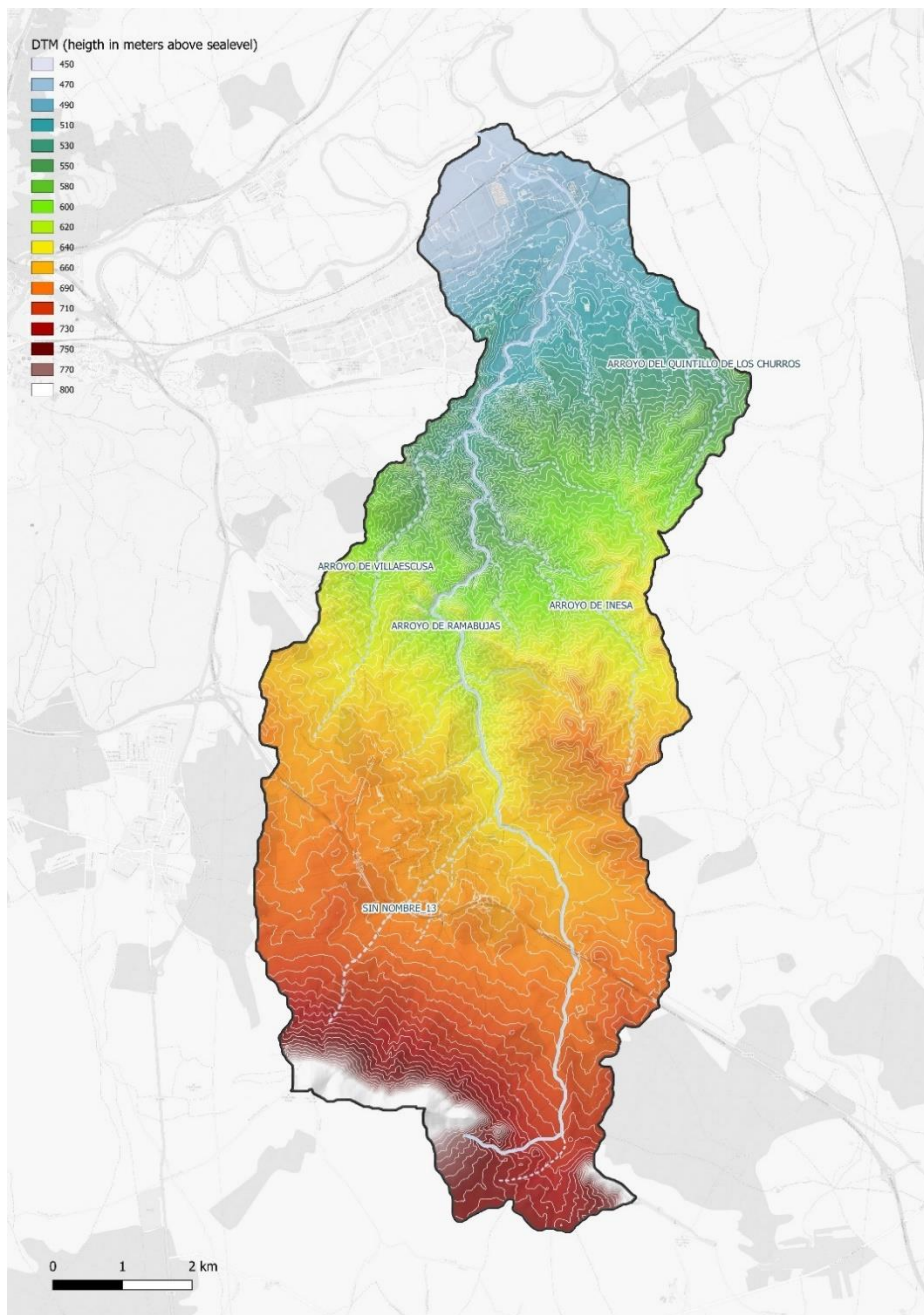 DTM (heigth in meters above sealevel)
450
470
490
510
530
550
580
600
620
640
660
690
710
730
750
770
800
ARROYO DEL QUINTILLO DE LOS CHURROS
ARROYO DE VILLAESCUSA
ARROYO DE INESA
ARROYO DE RAMABUJAS
SIN NOMBRE_13
0 1 2 km